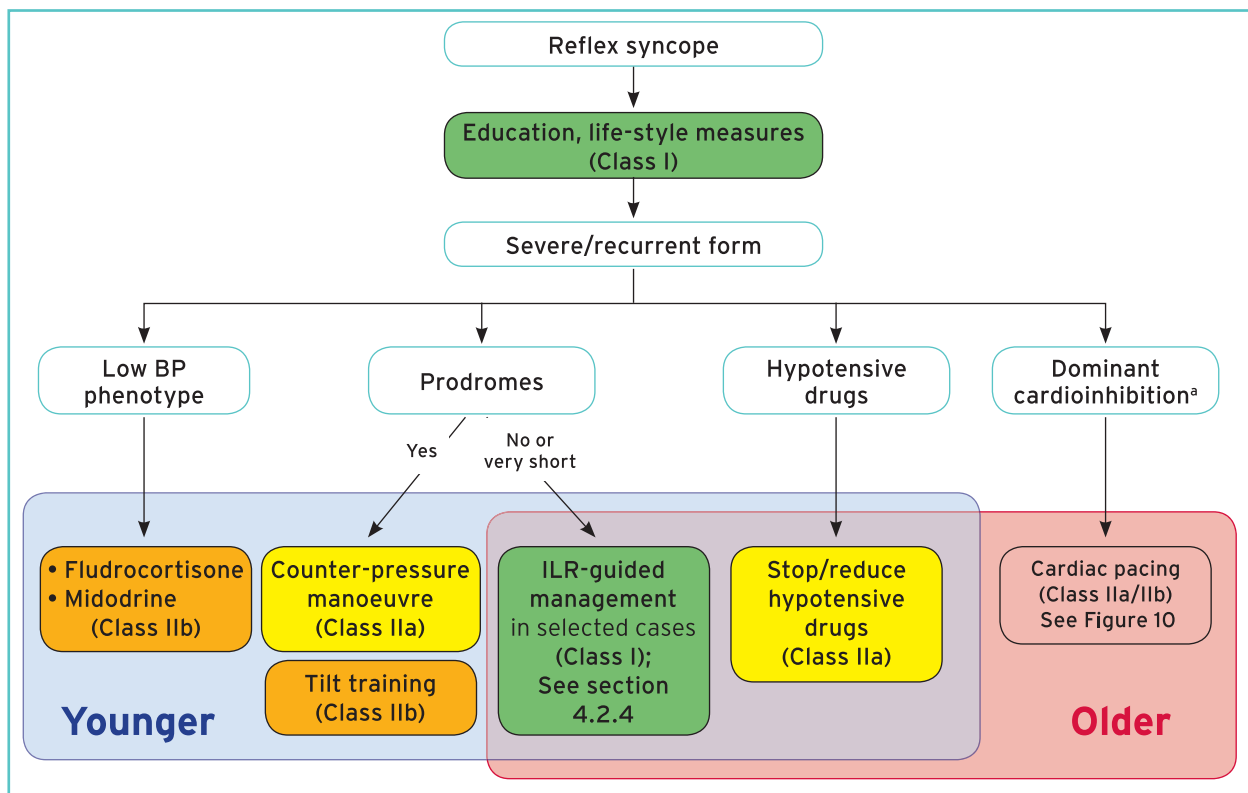 Reflex syncope
Education, life-style measures
(Class I)
Severe/recurrent form
Low BP
phenotype
Prodromes
Hypotensive
drugs
Dominant
cardioinhibitionᵃ
Yes
No or
very short
• Fludrocortisone
• Midodrine
(Class IIb)
Counter-pressure
manoeuvre
(Class IIa)
Tilt training
(Class IIb)
ILR-guided
management
in selected cases
(Class I);
See section
4.2.4
Stop/reduce
hypotensive
drugs
(Class IIa)
Cardiac pacing
(Class IIa/IIb)
See Figure 10
Younger
Older